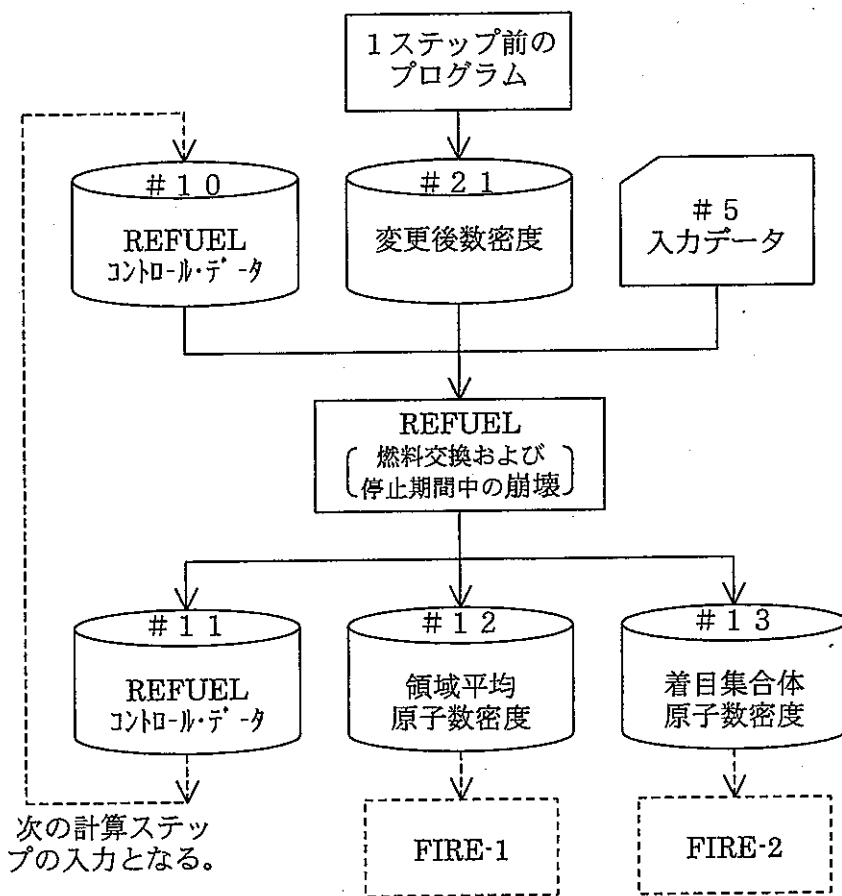 1ステップ前の
プログラム
#10
REFUEL
コントロール・データ
#21
変更後数密度
#5
入力データ
REFUEL
燃料交換および
停止期間中の崩壊
#11
REFUEL
コントロール・データ
#12
領域平均
原子数密度
#13
着目集合体
原子数密度
次の計算ステッ
プの入力となる。
FIRE-1
FIRE-2